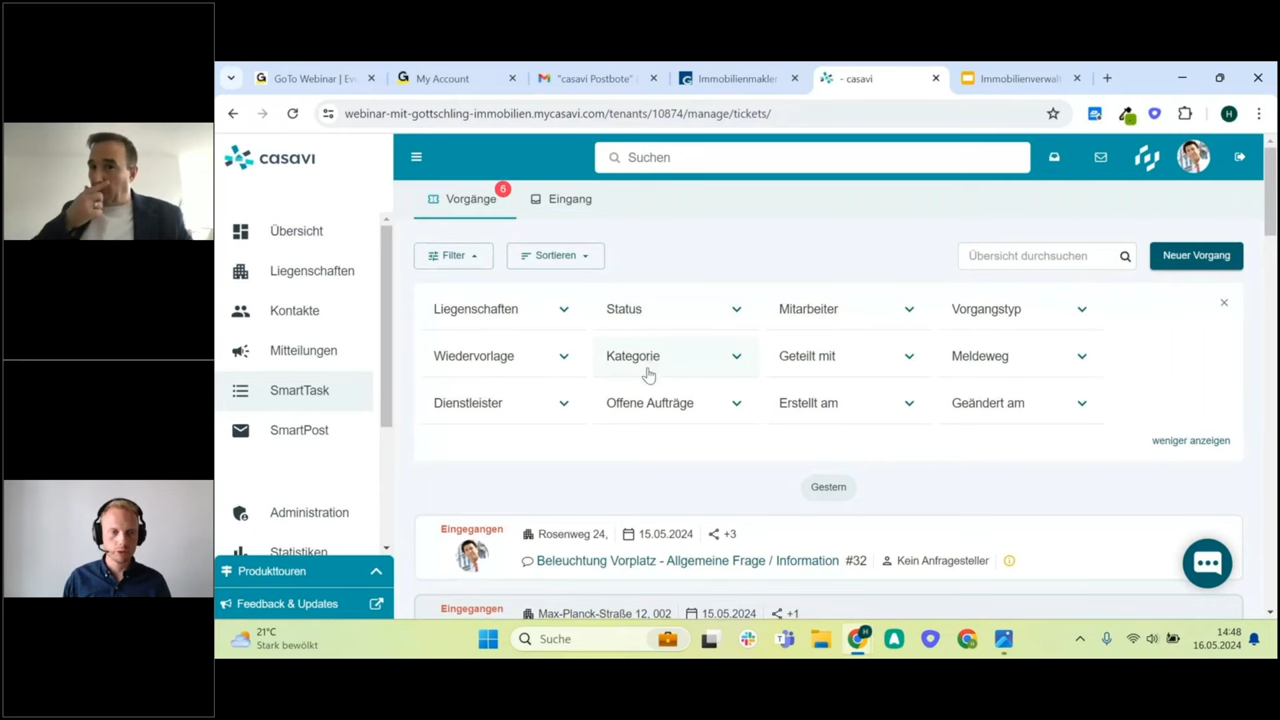 GoTo Webinar | Eve
My Account
"casavi Postbote"
Immobilienmakler
- casavi
Immobilienverwal
webinar-mit-gottschling-immobilien.mycasavi.com/tenants/10874/manage/tickets/
H
casavi
Suchen
Übersicht
Liegenschaften
Kontakte
Mitteilungen
SmartTask
SmartPost
Administration
Statistiken
Produkttouren
Feedback & Updates
Vorgänge
6
Eingang
Filter
Sortieren
Übersicht durchsuchen
Neuer Vorgang
Liegenschaften
Status
Mitarbeiter
Vorgangstyp
Wiedervorlage
Kategorie
Geteilt mit
Meldeweg
Dienstleister
Offene Aufträge
Erstellt am
Geändert am
weniger anzeigen
Gestern
Eingegangen
Rosenweg 24,
15.05.2024
+3
Beleuchtung Vorplatz - Allgemeine Frage / Information #32
Kein Anfragesteller
Eingegangen
Max-Planck-Straße 12, 002
15.05.2024
+1
21°C
Stark bewölkt
Suche
14:48
16.05.2024